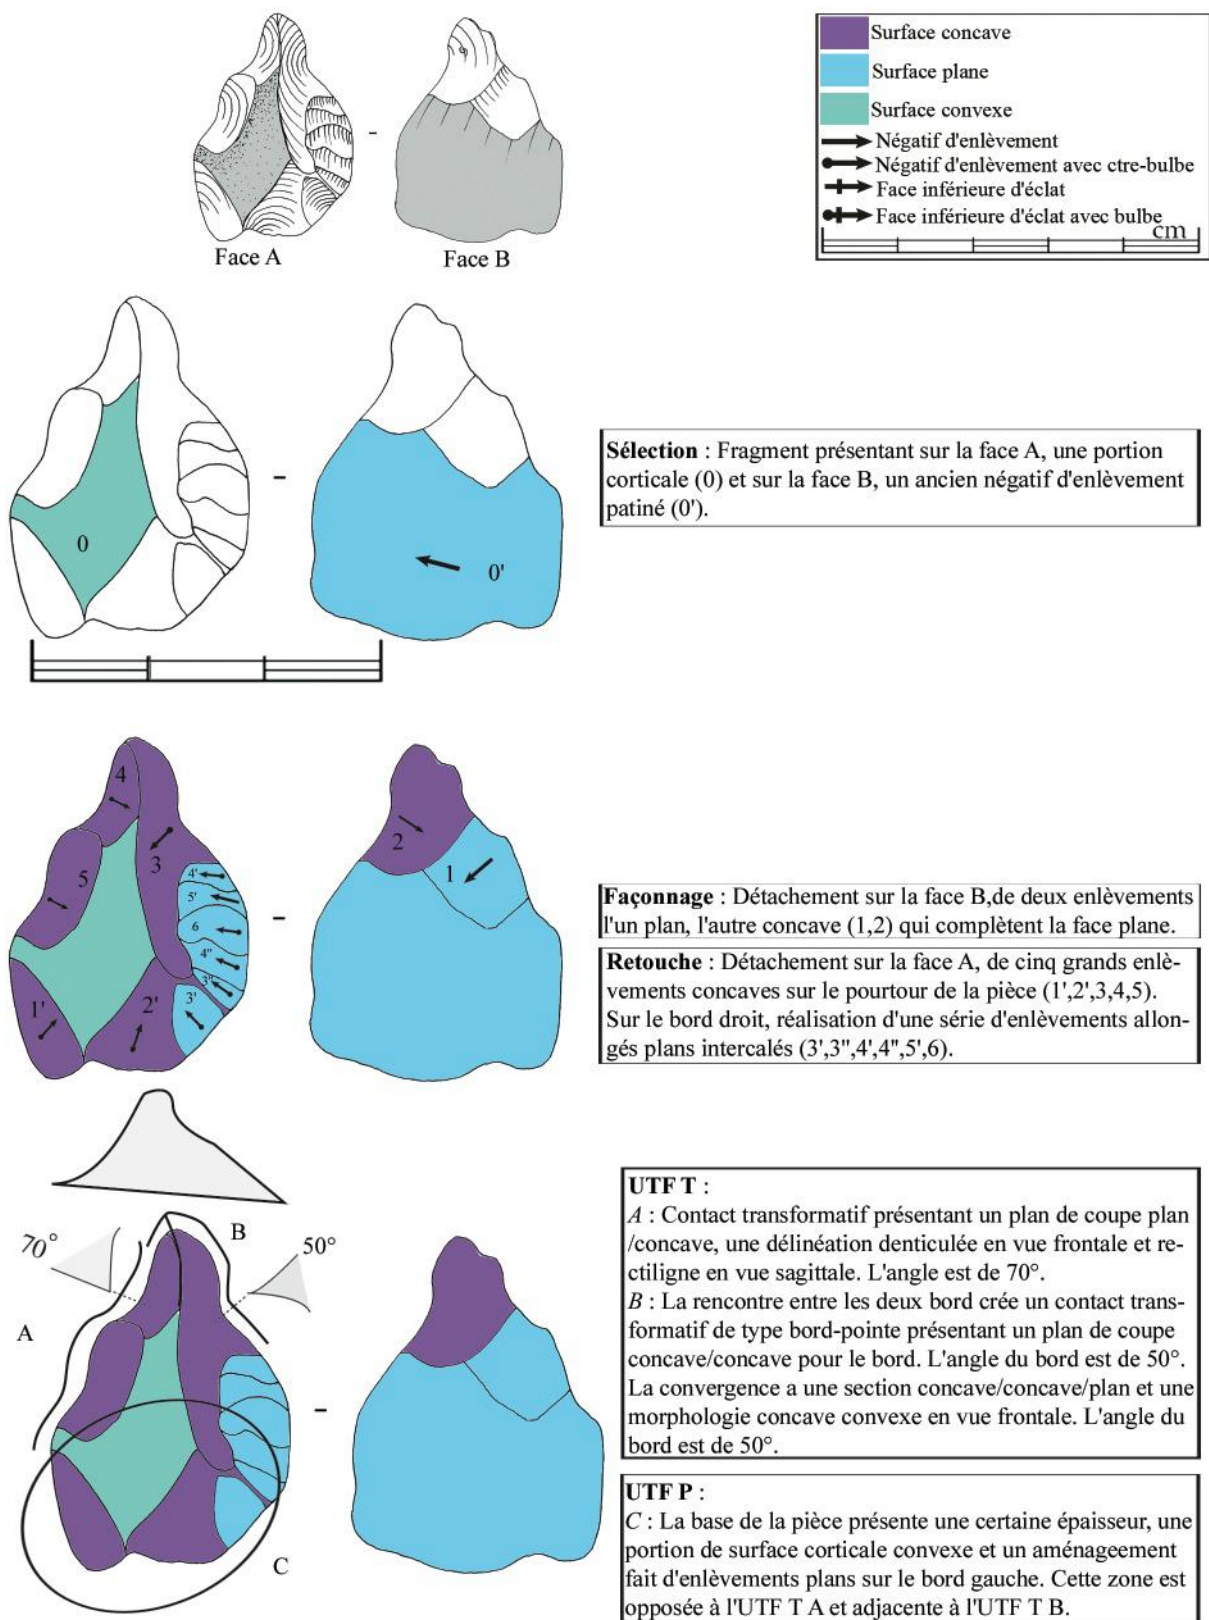 Surface concave
Surface plane
Surface convexe
Négatif d'enlèvement
Négatif d'enlèvement avec ctre-bulbe
Face inférieure d'éclat
Face inférieure d'éclat avec bulbe
cm
Face A
-
Face B
0
-
0'
Sélection : Fragment présentant sur la face A, une portion
corticale (0) et sur la face B, un ancien négatif d'enlèvement
patiné (0').
4
3
5
4'
5'
6
4"
3"
3'
1'
2'
-
2
1
Façonnage : Détachement sur la face B,de deux enlèvements
l'un plan, l'autre concave (1,2) qui complètent la face plane.
Retouche : Détachement sur la face A, de cinq grands enlè-
vements concaves sur le pourtour de la pièce (1',2',3,4,5).
Sur le bord droit, réalisation d'une série d'enlèvements allon-
gés plans intercalés (3',3",4',4",5',6).
70°
B
50°
A
C
-
UTF T :
A : Contact transformatif présentant un plan de coupe plan
/concave, une délinéation denticulée en vue frontale et rec-
tiligne en vue sagittale. L'angle est de 70°.
B : La rencontre entre les deux bord crée un contact trans-
formatif de type bord-pointe présentant un plan de coupe
concave/concave pour le bord. L'angle du bord est de 50°.
La convergence a une section concave/concave/plan et une
morphologie concave convexe en vue frontale. L'angle du
bord est de 50°.
UTF P :
C : La base de la pièce présente une certaine épaisseur, une
portion de surface corticale convexe et un aménageement
fait d'enlèvements plans sur le bord gauche. Cette zone est
opposée à l'UTF T A et adjacente à l'UTF T B.